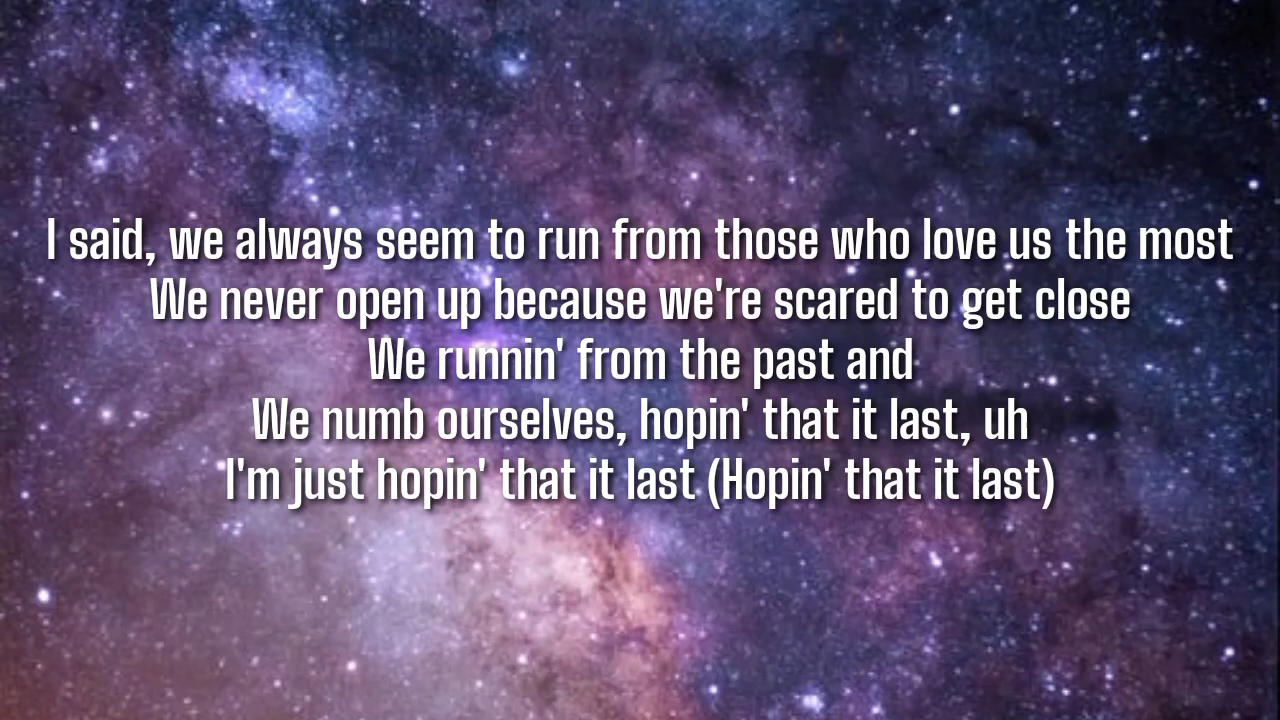 I said, we always seem to run from those who love us the most
We never open up because we're scared to get close
We runnin' from the past and
We numb ourselves, hopin' that it last, uh
I'm just hopin' that it last (Hopin' that it last)